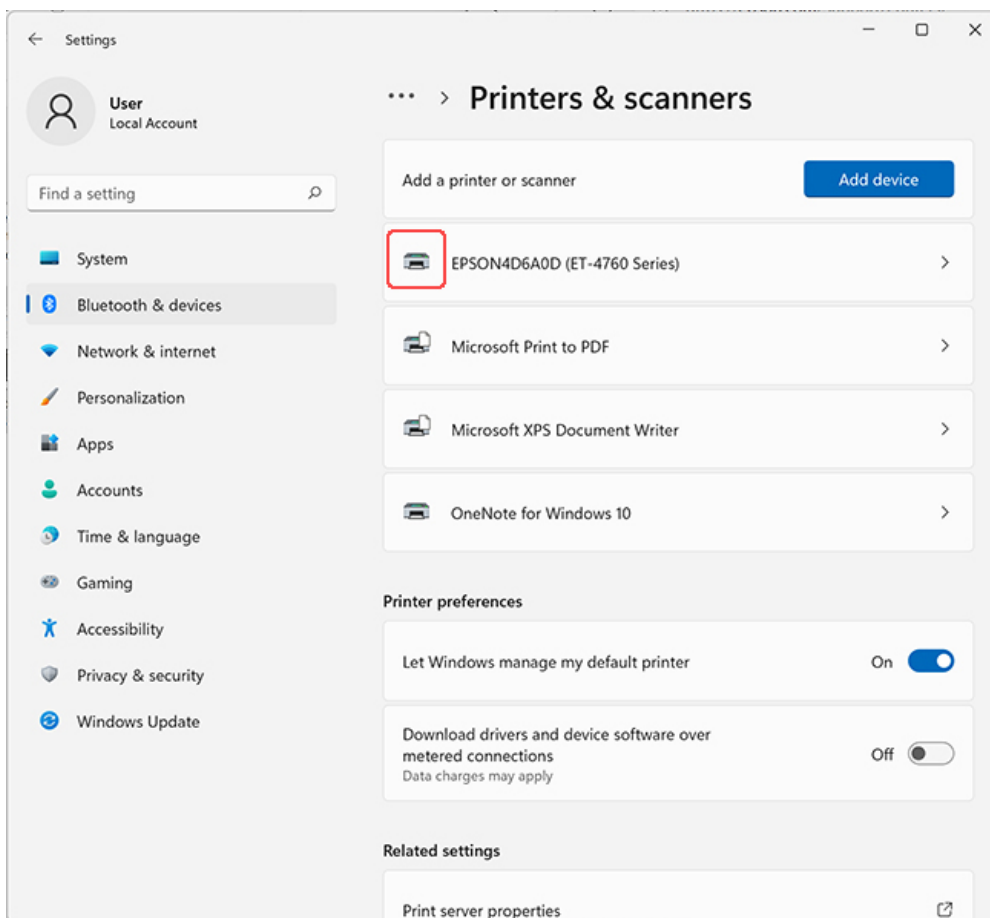 Settings
User
Local Account
Find a setting
System
Bluetooth & devices
Network & internet
Personalization
Apps
Accounts
Time & language
Gaming
Accessibility
Privacy & security
Windows Update
Printers & scanners
Add a printer or scanner
Add device
EPSON4D6A0D (ET-4760 Series)
Microsoft Print to PDF
Microsoft XPS Document Writer
OneNote for Windows 10
Printer preferences
Let Windows manage my default printer
On
Download drivers and device software over
metered connections
Data charges may apply
Off
Related settings
Print server properties